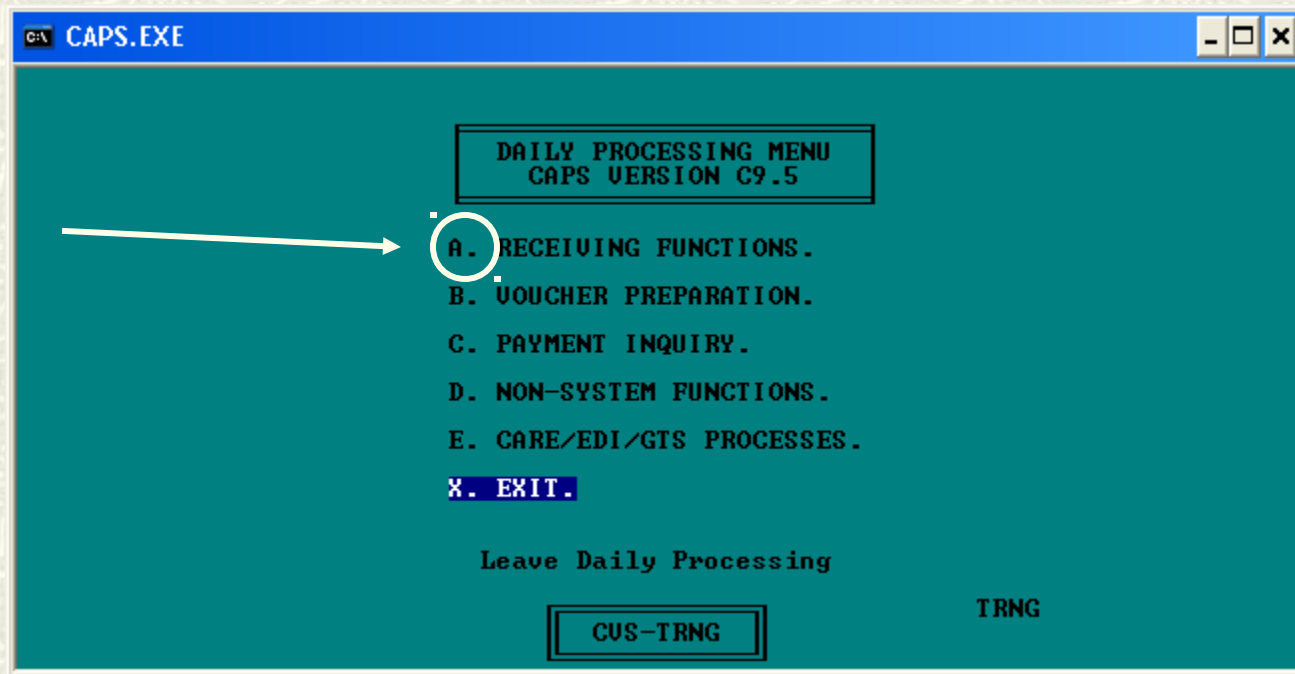 CAPS.EXE
DAILY PROCESSING MENU
CAPS VERSION C9.5
A. RECEIVING FUNCTIONS.
B. VOUCHER PREPARATION.
C. PAYMENT INQUIRY.
D. NON-SYSTEM FUNCTIONS.
E. CARE/EDI/GTS PROCESSES.
X. EXIT.
Leave Daily Processing
TRNG
CVS-TRNG